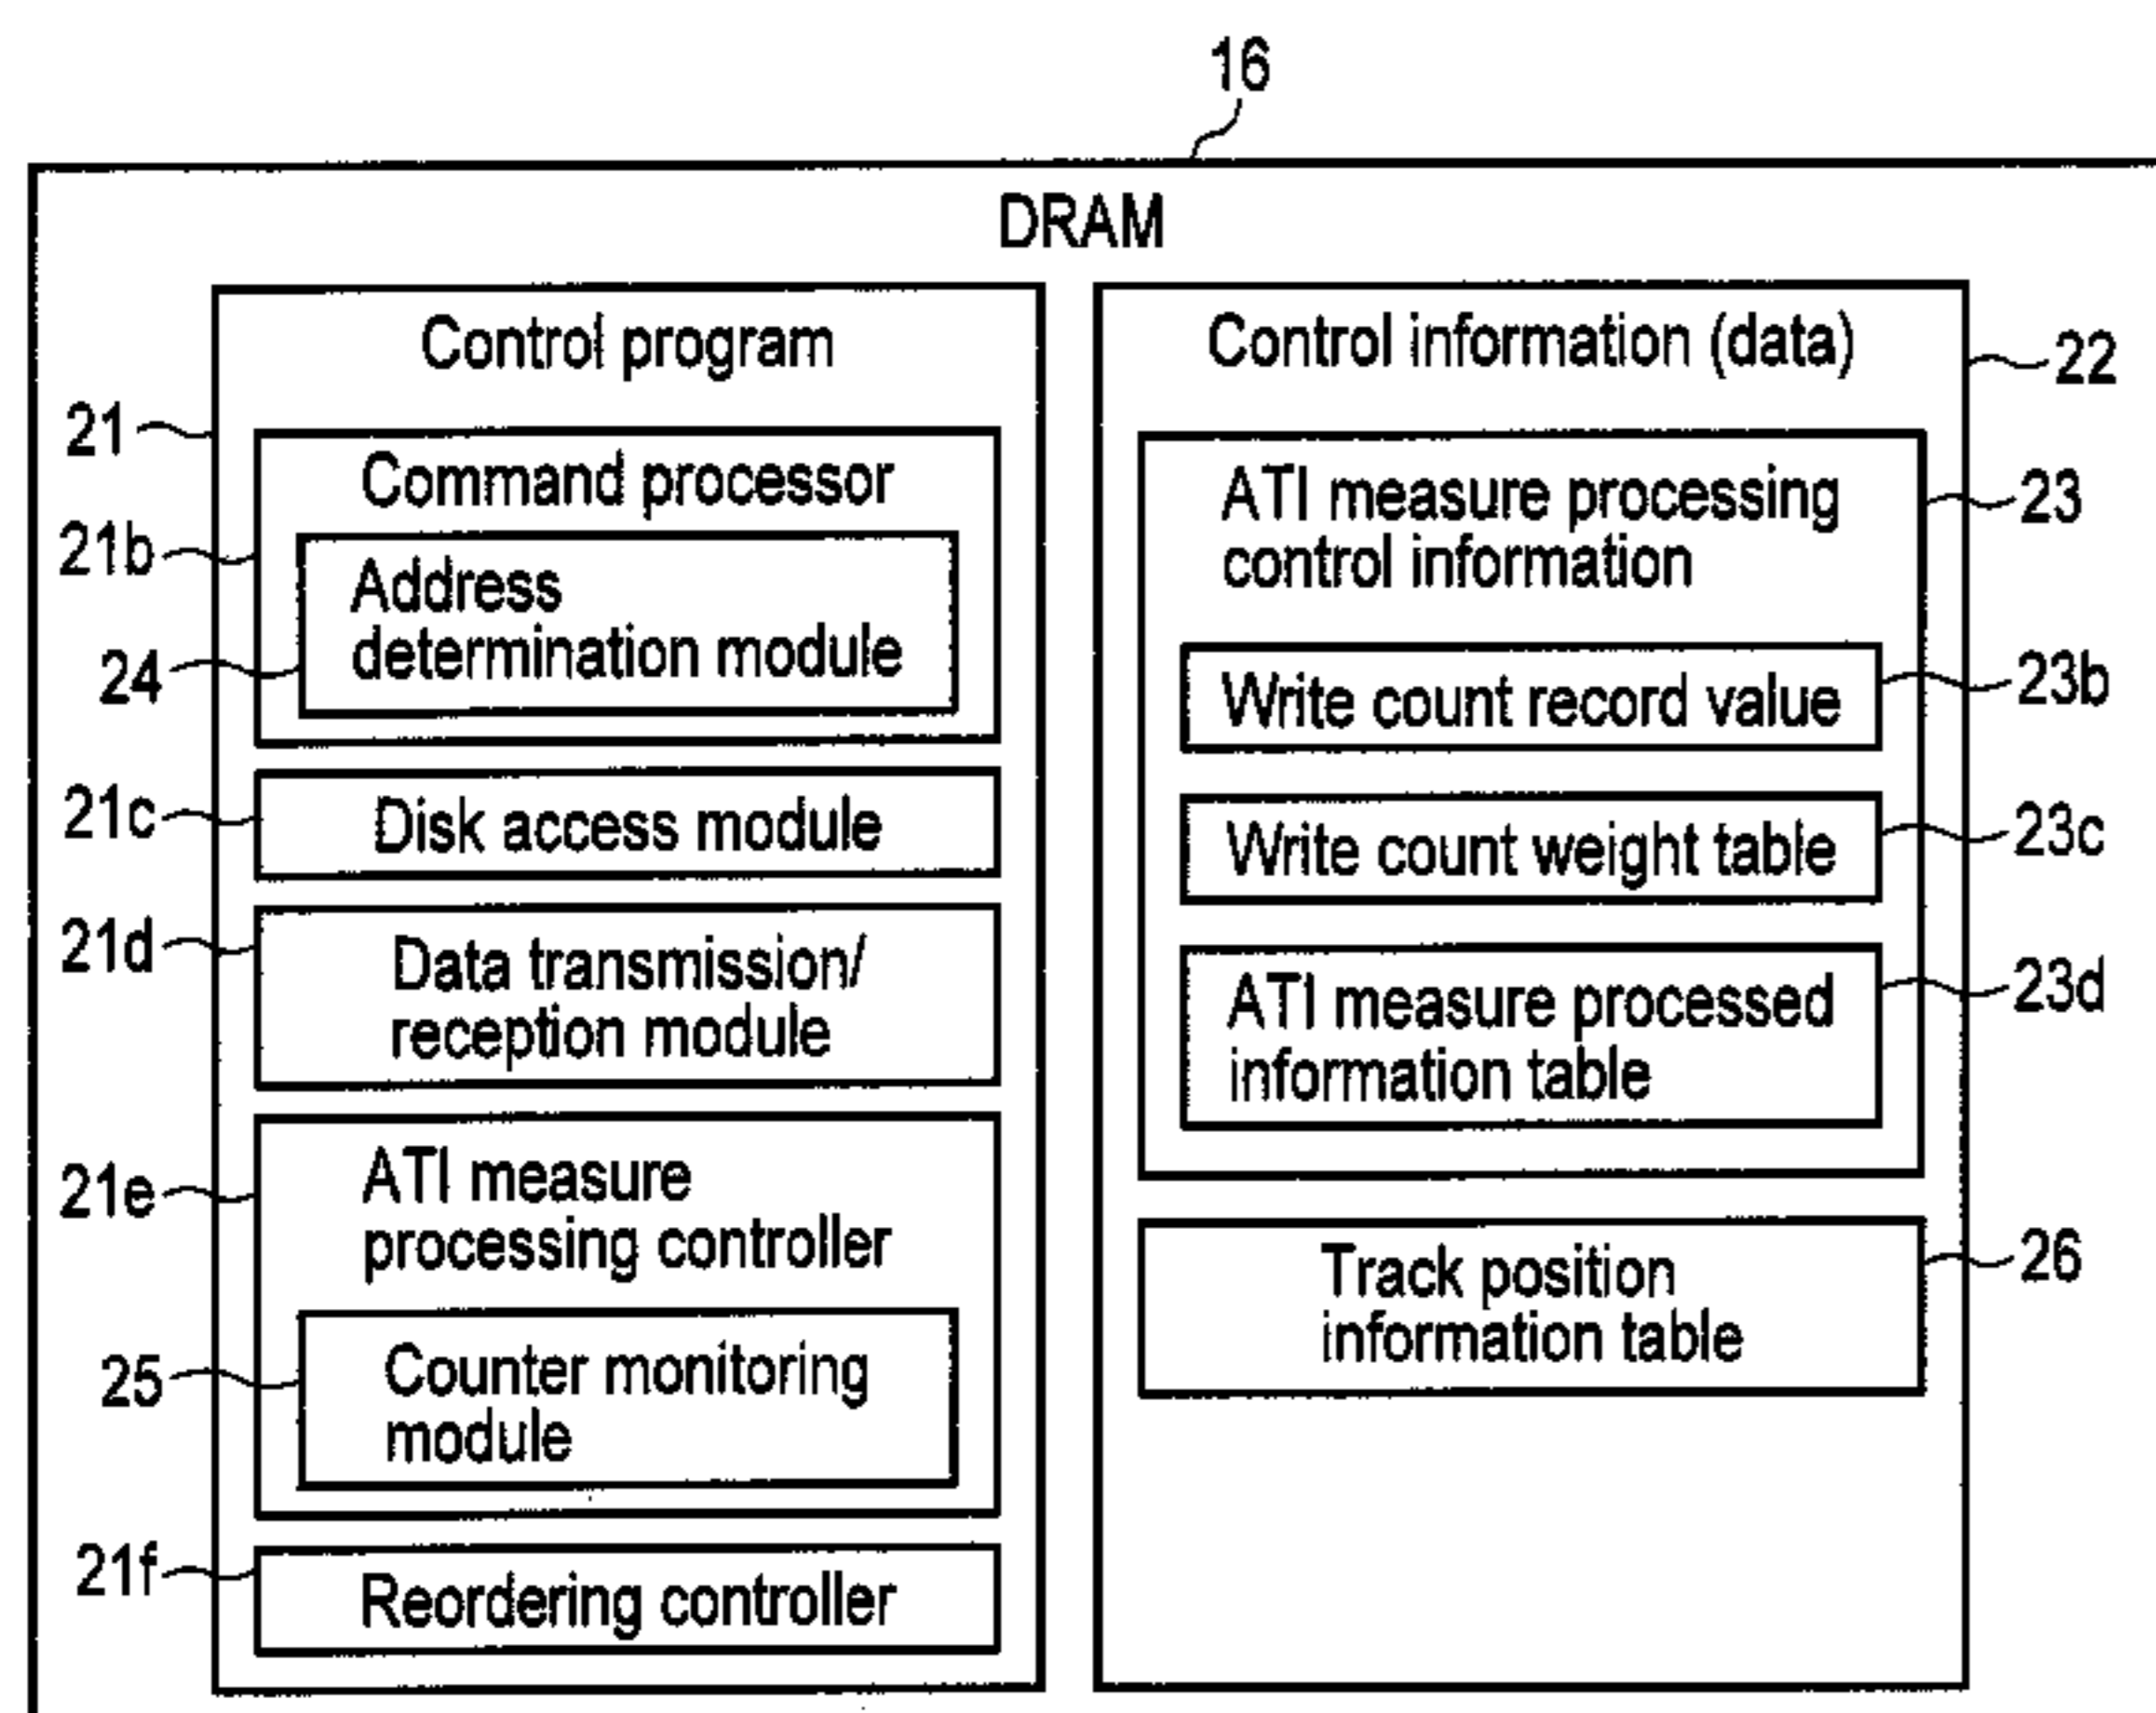 16
DRAM
Control program
21
Command processor
21b
Address
determination module
24
Disk access module
21c
Data transmission/
reception module
21d
ATI measure
processing controller
21e
Counter monitoring
module
25
Reordering controller
21f
Control information (data)
22
ATI measure processing
control information
23
Write count record value
23b
Write count weight table
23c
ATI measure processed
information table
23d
Track position
information table
26